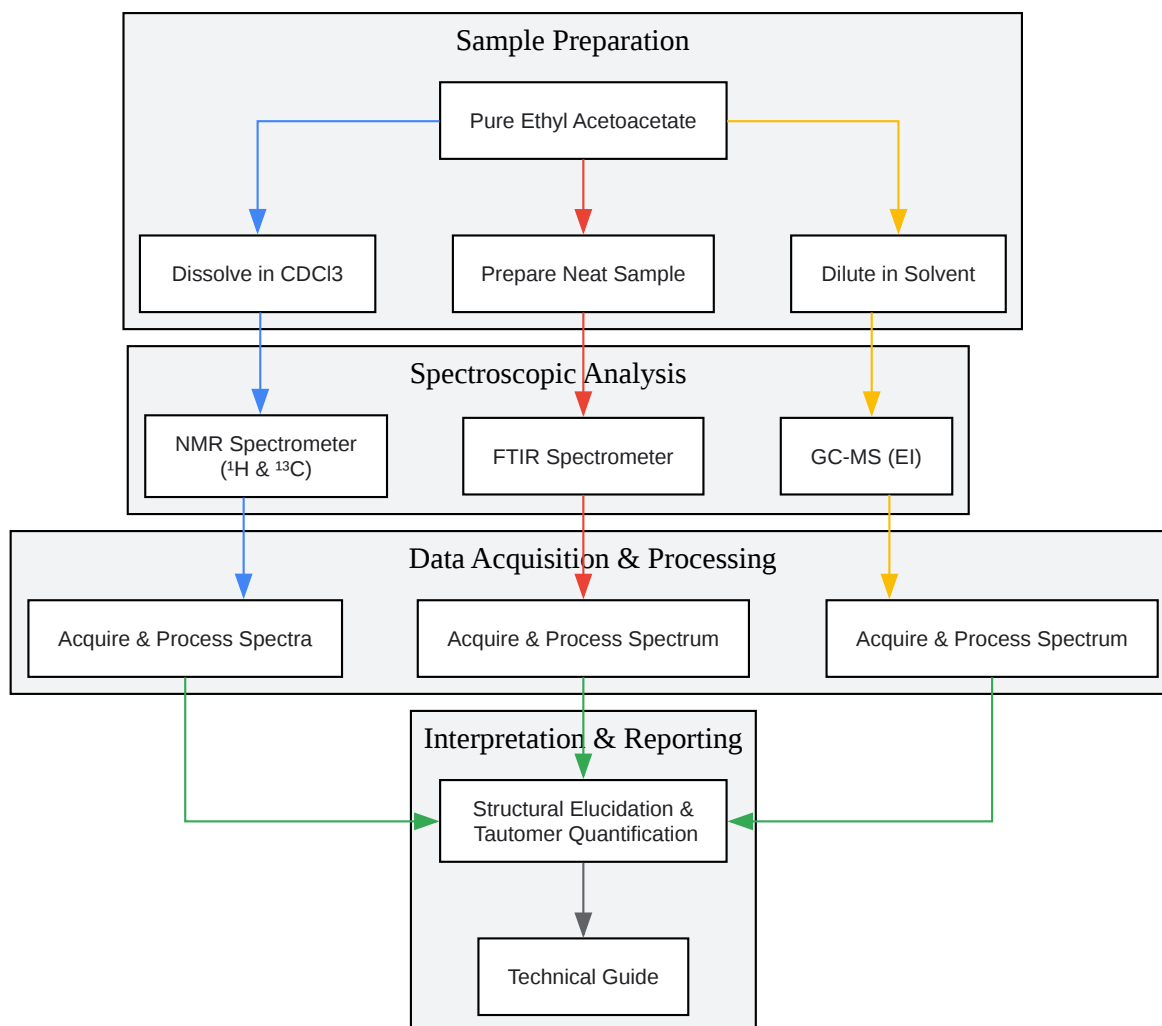 Sample Preparation
Pure Ethyl Acetoacetate
Dissolve in CDCl3
Prepare Neat Sample
Dilute in Solvent
Spectroscopic Analysis
NMR Spectrometer
(¹H & ¹³C)
FTIR Spectrometer
GC-MS (EI)
Data Acquisition & Processing
Acquire & Process Spectra
Acquire & Process Spectrum
Acquire & Process Spectrum
Interpretation & Reporting
Structural Elucidation &
Tautomer Quantification
Technical Guide